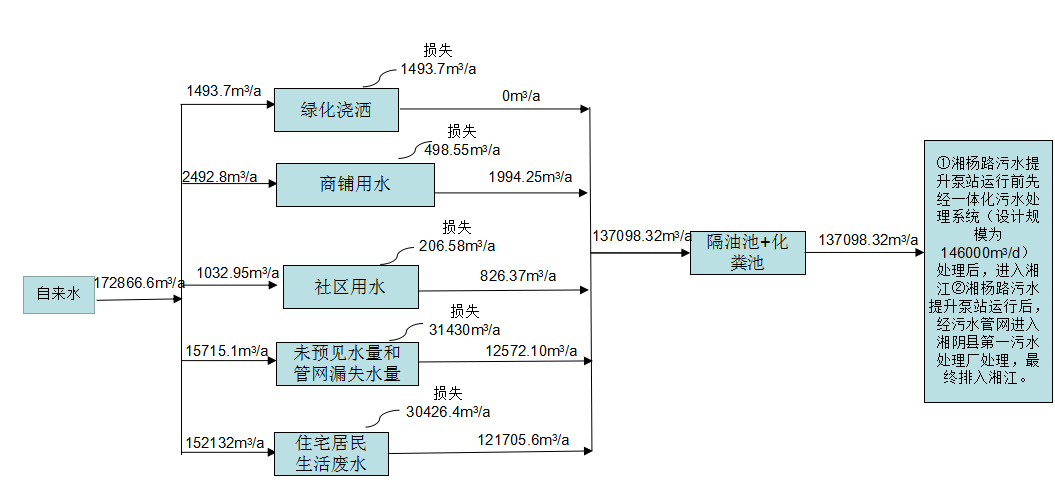 损失
1493.7m³/a
1493.7m³/a
绿化浇洒
0m³/a
损失
498.55m³/a
2492.8m³/a
商铺用水
1994.25m³/a
损失
206.58m³/a
1032.95m³/a
社区用水
826.37m³/a
自来水
172866.6m³/a
损失
31430m³/a
15715.1m³/a
未预见水量和
管网漏失水量
12572.10m³/a
损失
30426.4m³/a
152132m³/a
住宅居民
生活废水
121705.6m³/a
137098.32m³/a
隔油池+化
粪池
137098.32m³/a
①湘杨路污水提
升泵站运行前先
经一体化污水处
理系统（设计规
模为
146000m³/d）
处理后，进入湘
江②湘杨路污水
提升泵站运行后，
经污水管网进入
湘阴县第一污水
处理厂处理，最
终排入湘江。